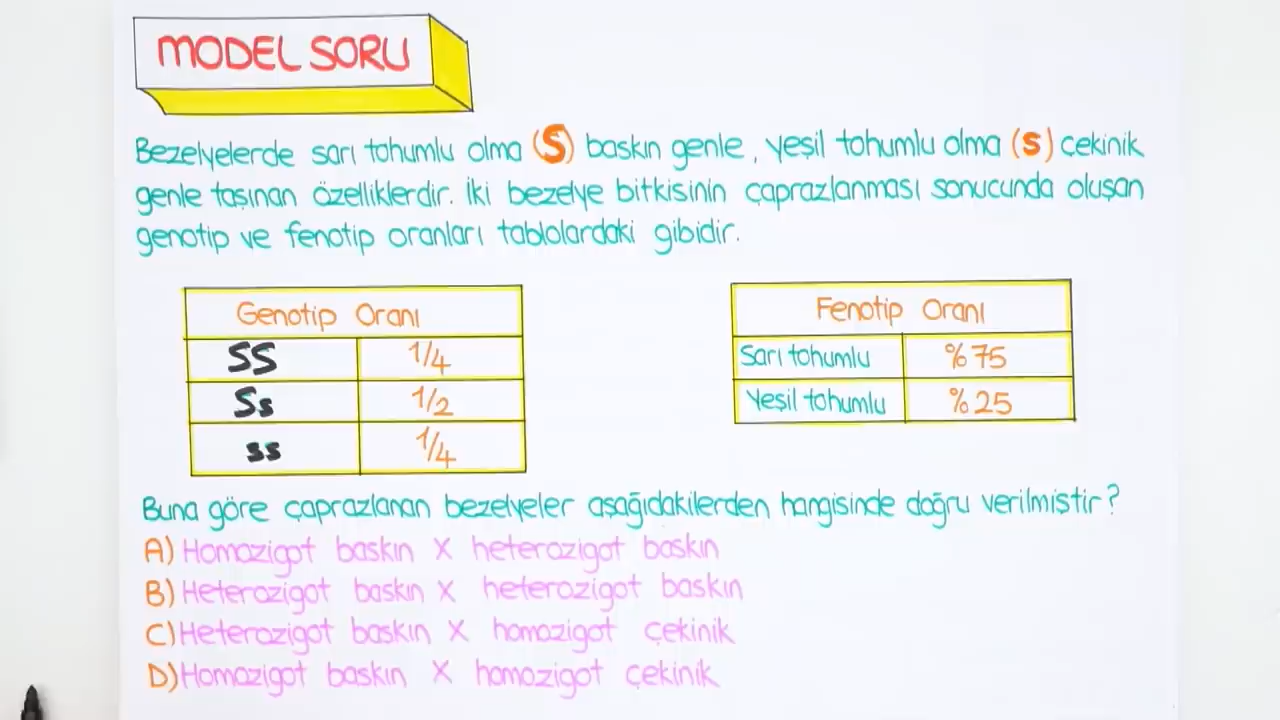 MODEL SORU
Bezelyelerde sarı tohumlu olma (S) baskın genle, yeşil tohumlu olma (s) çekinik
genle taşınan özelliklerdir. İki bezelye bitkisinin çaprazlanması sonucunda oluşan
genotip ve fenotip oranları tablolardaki gibidir.
Genotip Oranı
SS 1/4
Ss 1/2
ss 1/4
Fenotip Oranı
Sarı tohumlu %75
Yeşil tohumlu %25
Buna göre çaprazlanan bezelyeler aşağıdakilerden hangisinde doğru verilmiştir?
A) Homozigot baskın X heterozigot baskın
B) Heterozigot baskın X heterozigot baskın
C) Heterozigot baskın X homozigot çekinik
D) Homozigot baskın X homozigot çekinik